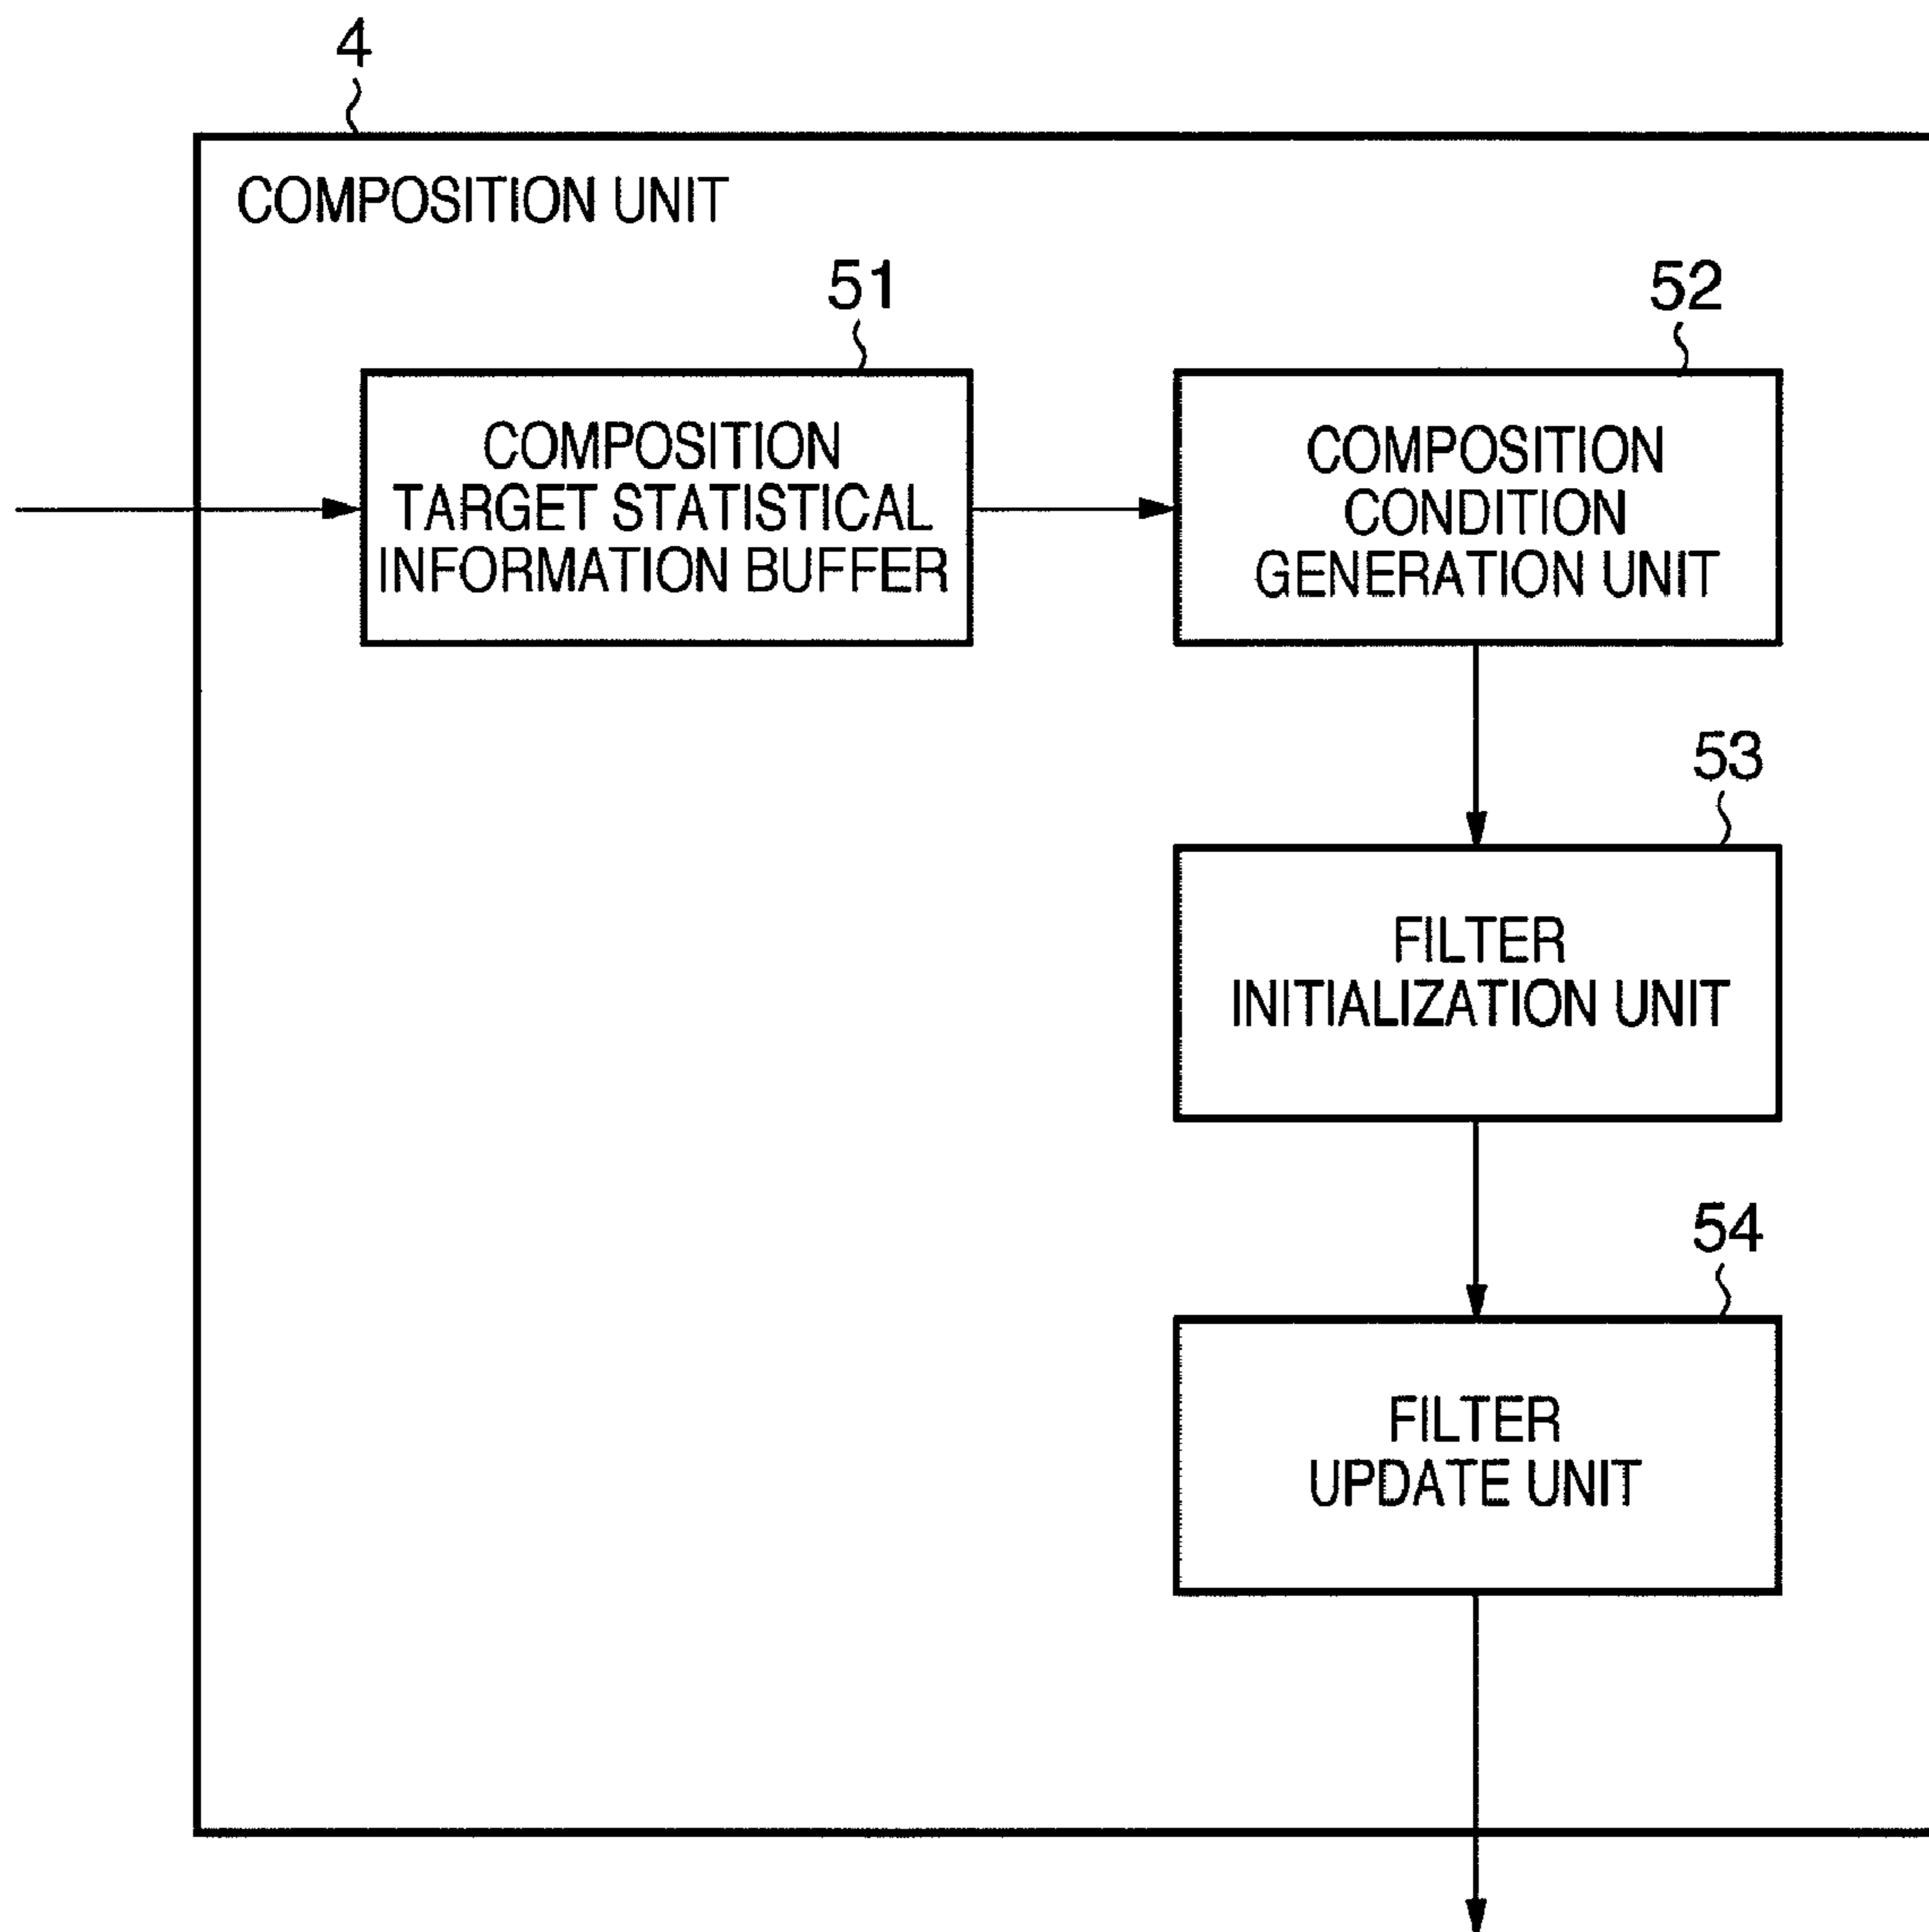 4
COMPOSITION UNIT
51
COMPOSITION
TARGET STATISTICAL
INFORMATION BUFFER
52
COMPOSITION
CONDITION
GENERATION UNIT
53
FILTER
INITIALIZATION UNIT
54
FILTER
UPDATE UNIT